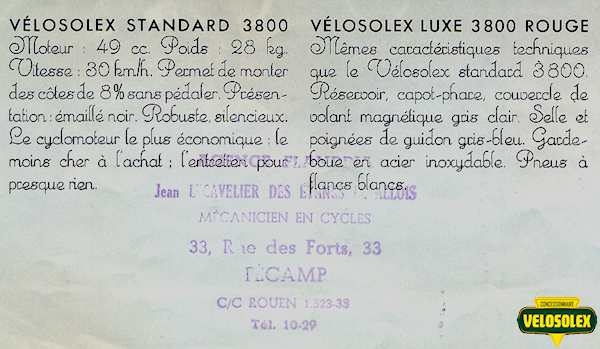 VÉLOSOLEX STANDARD 3800
Moteur : 49 cc. Poids : 28 kg.
Vitesse : 30 km/h. Permet de monter
des côtes de 8% sans pédaler. Présen-
tation : émaillé noir. Robuste, silencieux.
Le cyclomoteur le plus économique : le
moins cher à l'achat ; l'entretien pour
presque rien.
VÉLOSOLEX LUXE 3800 ROUGE
Mêmes caractéristiques techniques
que le Vélosolex standard 3800.
Réservoir, capot-phare, couvercle de
volant magnétique gris clair. Selle et
poignées de guidon gris-bleu. Garde-
boue en acier inoxydable. Pneus à
flancs blancs.
Jean DES
MÉCANICIEN EN CYCLES
33, Rue des Forts, 33
FÉCAMP
C/C ROUEN 1.523-38
Tél. 10-29
CONCESSIONNAIRE
VELOSOLEX